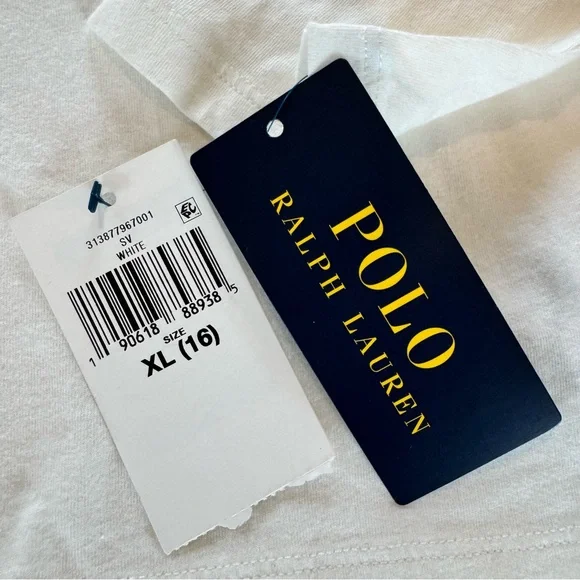 313877967001
SV
WHITE
1 90618 88938 5
SIZE
XL (16)
POLO
RALPH LAUREN